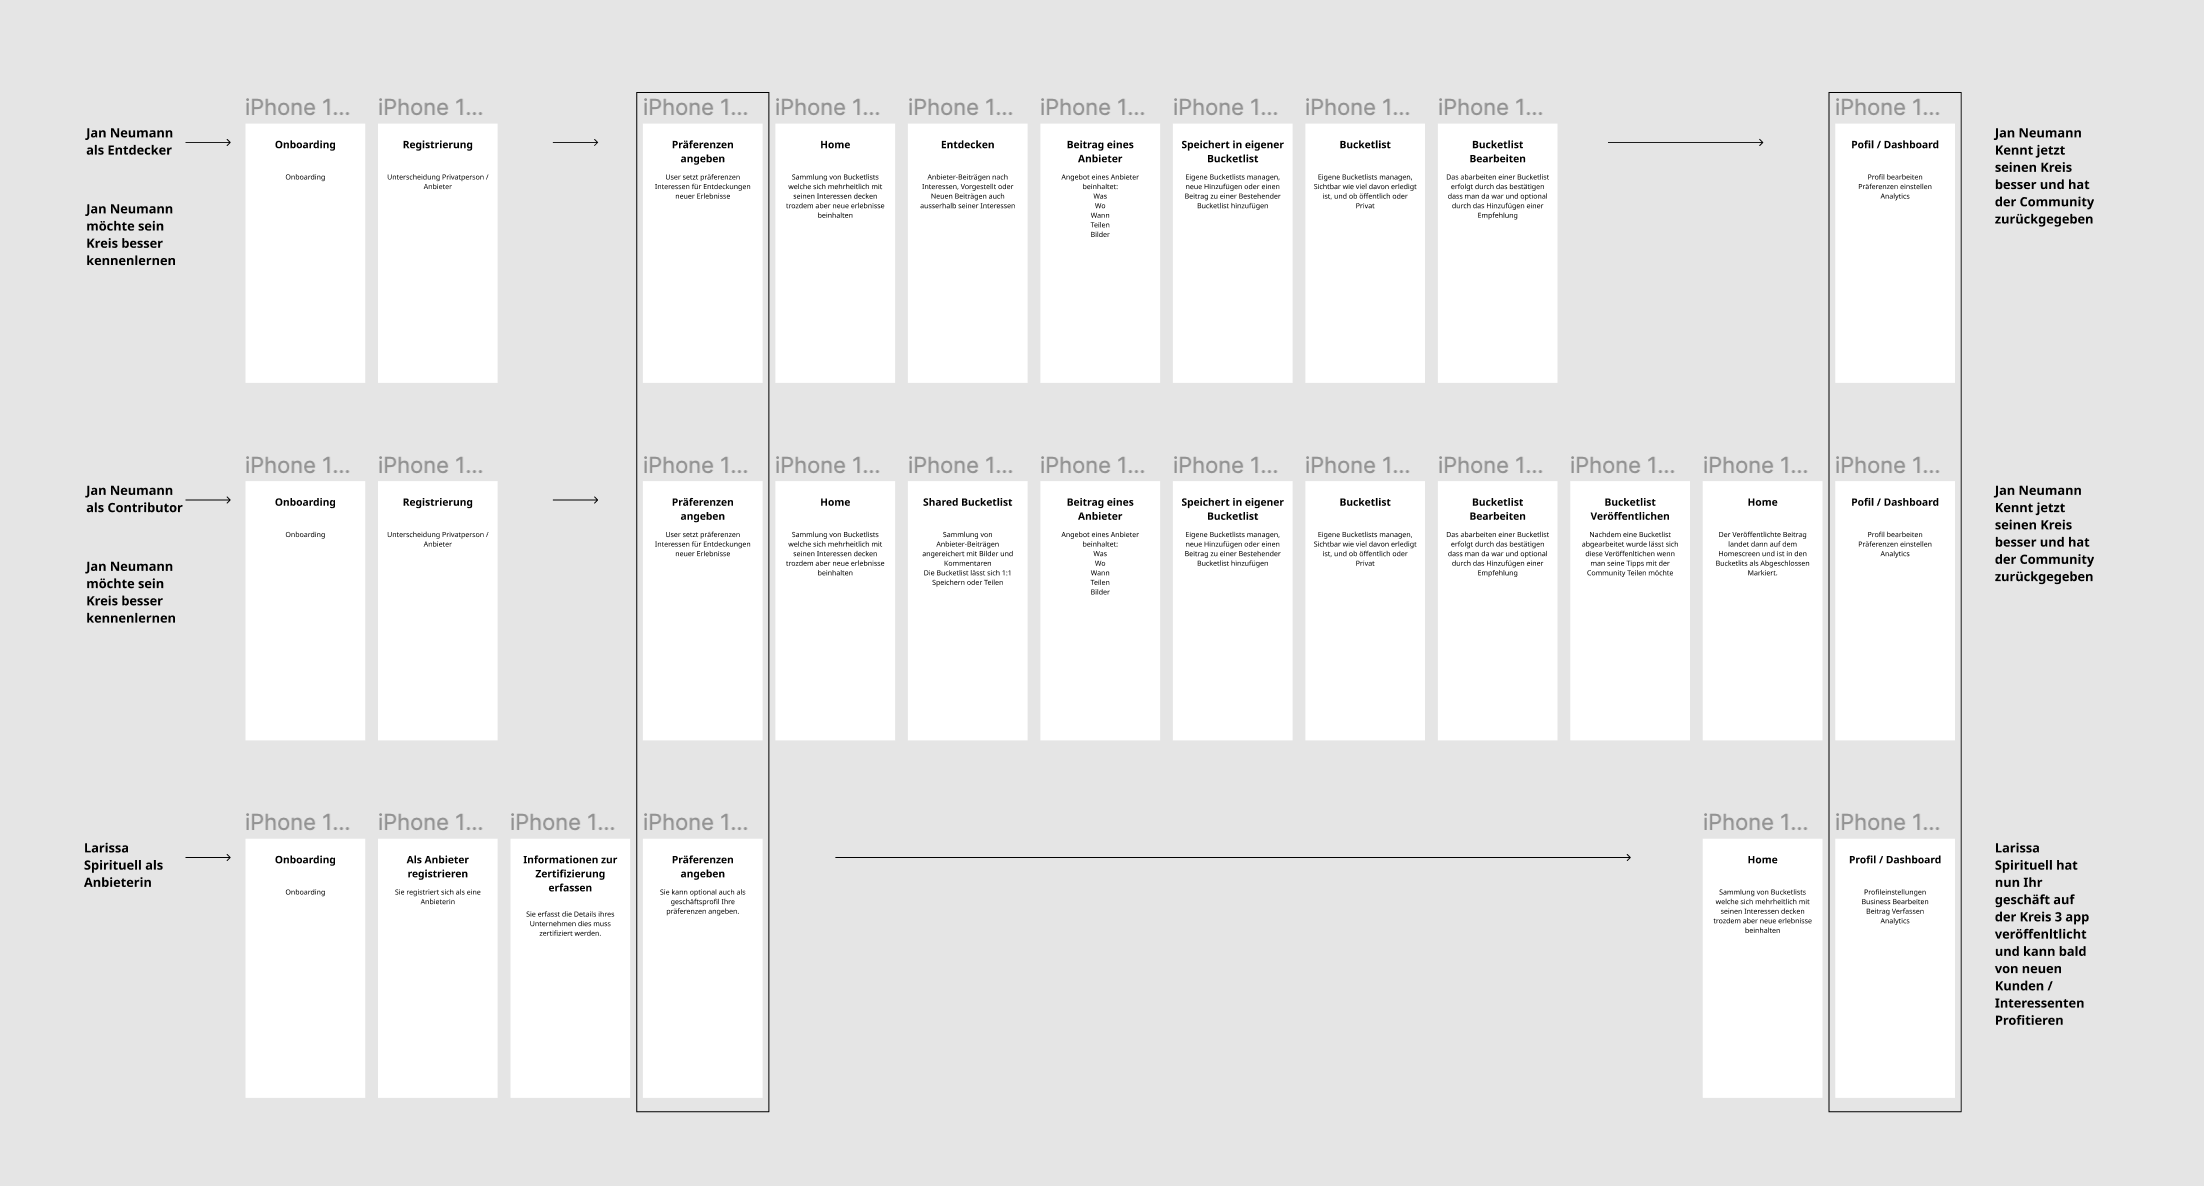 iPhone 1...
iPhone 1...
iPhone 1...
iPhone 1...
iPhone 1...
iPhone 1...
iPhone 1...
iPhone 1...
iPhone 1...
iPhone 1...
Jan Neumann
als Entdecker
Jan Neumann
möchte sein
Kreis besser
kennenlernen
Onboarding
Onboarding
Registrierung
Unterscheidung Privatperson /
Anbieter
Präferenzen
angeben
User setzt präferenzen
Interessen für Entdeckungen
neuer Erlebnisse
Home
Sammlung von Bucketlists
welche sich mehrheitlich mit
seinen Interessen decken
trozdem aber neue erlebnisse
beinhalten
Entdecken
Anbieter-Beiträgen nach
Interessen, Vorgestellt oder
Neuen Beiträgen auch
ausserhalb seiner Interessen
Beitrag eines
Anbieter
Angebot eines Anbieter
beinhaltet:
Was
Wo
Wann
Teilen
Bilder
Speichert in eigener
Bucketlist
Eigene Bucketlists managen,
neue Hinzufügen oder einen
Beitrag zu einer Bestehender
Bucketlist hinzufügen
Bucketlist
Eigene Bucketlists managen,
Sichtbar wie viel davon erledigt
ist, und ob öffentlich oder
Privat
Bucketlist
Bearbeiten
Das abarbeiten einer Bucketlist
erfolgt durch das bestätigen
dass man da war und optional
durch das Hinzufügen einer
Empfehlung
Pofil / Dashboard
Profil bearbeiten
Präferenzen einstellen
Analytics
Jan Neumann
Kennt jetzt
seinen Kreis
besser und hat
der Community
zurückgegeben
iPhone 1...
iPhone 1...
iPhone 1...
iPhone 1...
iPhone 1...
iPhone 1...
iPhone 1...
iPhone 1...
iPhone 1...
iPhone 1...
iPhone 1...
iPhone 1...
Jan Neumann
als Contributor
Jan Neumann
möchte sein
Kreis besser
kennenlernen
Onboarding
Onboarding
Registrierung
Unterscheidung Privatperson /
Anbieter
Präferenzen
angeben
User setzt präferenzen
Interessen für Entdeckungen
neuer Erlebnisse
Home
Sammlung von Bucketlists
welche sich mehrheitlich mit
seinen Interessen decken
trozdem aber neue erlebnisse
beinhalten
Shared Bucketlist
Sammlung von
Anbieter-Beiträgen
angereichert mit Bilder und
Kommentaren
Die Bucketlist lässt sich 1:1
Speichern oder Teilen
Beitrag eines
Anbieter
Angebot eines Anbieter
beinhaltet:
Was
Wo
Wann
Teilen
Bilder
Speichert in eigener
Bucketlist
Eigene Bucketlists managen,
neue Hinzufügen oder einen
Beitrag zu einer Bestehender
Bucketlist hinzufügen
Bucketlist
Eigene Bucketlists managen,
Sichtbar wie viel davon erledigt
ist, und ob öffentlich oder
Privat
Bucketlist
Bearbeiten
Das abarbeiten einer Bucketlist
erfolgt durch das bestätigen
dass man da war und optional
durch das Hinzufügen einer
Empfehlung
Bucketlist
Veröffentlichen
Nachdem eine Bucketlist
abgearbeitet wurde lässt sich
diese Veröfenltichen wenn
man seine Tipps mit der
Community Teilen möchte
Home
Der Veröffentlichte Beitrag
landet dann auf dem
Homescreen und ist in den
Bucketlits als Abgeschlossen
Markiert.
Pofil / Dashboard
Profil bearbeiten
Präferenzen einstellen
Analytics
Jan Neumann
Kennt jetzt
seinen Kreis
besser und hat
der Community
zurückgegeben
iPhone 1...
iPhone 1...
iPhone 1...
iPhone 1...
iPhone 1...
iPhone 1...
Larissa
Spirituell als
Anbieterin
Onboarding
Onboarding
Als Anbieter
registrieren
Sie registriert sich als eine
Anbieterin
Informationen zur
Zertifizierung
erfassen
Sie erfasst die Details ihres
Unternehmen dies muss
zertifiziert werden.
Präferenzen
angeben
Sie kann optional auch als
geschäftsprofil Ihre
präferenzen angeben.
Home
Sammlung von Bucketlists
welche sich mehrheitlich mit
seinen Interessen decken
trozdem aber neue erlebnisse
beinhalten
Profil / Dashboard
Profileinstellungen
Business Bearbeiten
Beitrag Verfassen
Analytics
Larissa
Spirituell hat
nun Ihr
geschäft auf
der Kreis 3 app
veröffenltlicht
und kann bald
von neuen
Kunden /
Interessenten
Profitieren